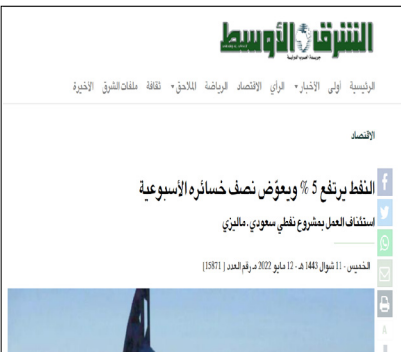 الشرق الأوسط
جريدة العرب الدولية
الرئيسية أولى الأخبار الرأي الاقتصاد الرياضة الملاحق ثقافة ملفات الشرق الأخيرة
الاقتصاد
النفط يرتفع 5 % ويعوّض نصف خسائره الأسبوعية
استئناف العمل بمشروع نفطي سعودي ـ ماليزي
الخميس - 11 شوال 1443 هـ - 12 مايو 2022 مـ رقم العدد [ 15871]
A